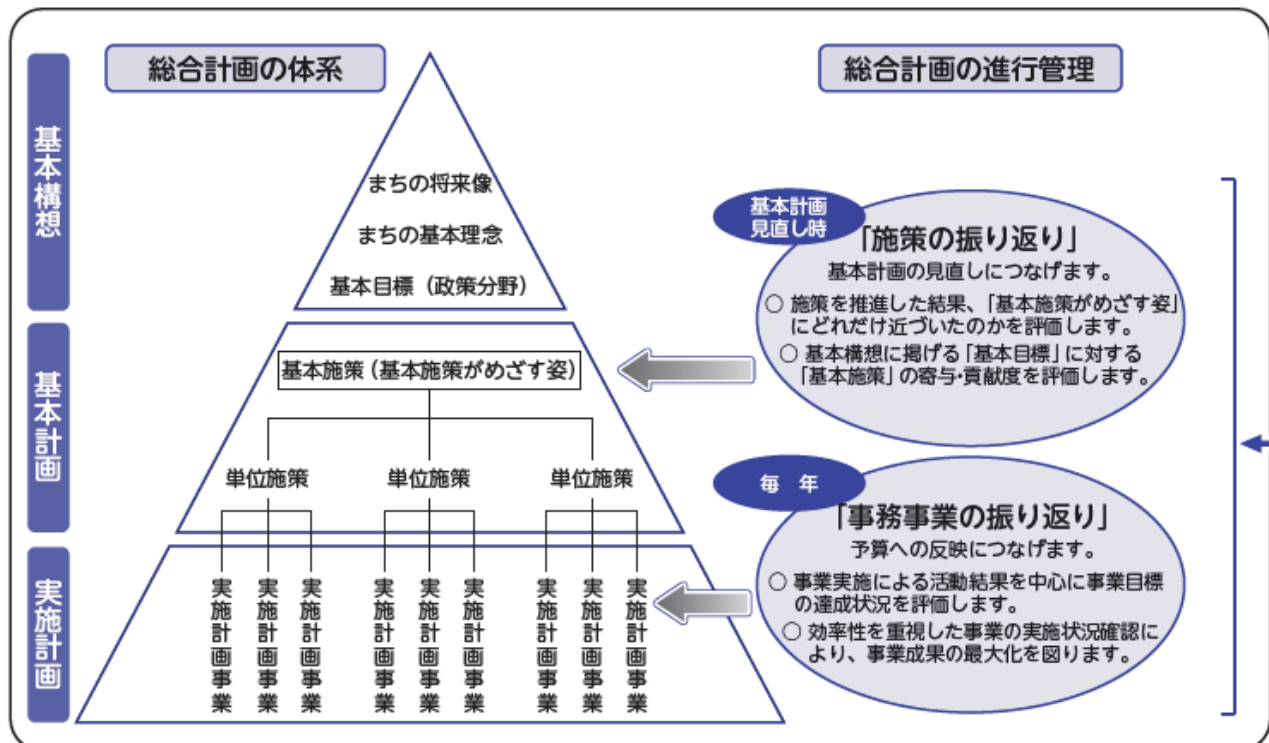 総合計画の体系
総合計画の進行管理
基本構想
まちの将来像
まちの基本理念
基本目標（政策分野）
基本計画
基本施策（基本施策がめざす姿）
単位施策
単位施策
単位施策
実施計画
実施計画事業
実施計画事業
実施計画事業
実施計画事業
実施計画事業
実施計画事業
実施計画事業
実施計画事業
実施計画事業
基本計画
見直し時
「施策の振り返り」
基本計画の見直しにつなげます。
○ 施策を推進した結果、「基本施策がめざす姿」
にどれだけ近づいたのかを評価します。
○ 基本構想に掲げる「基本目標」に対する
「基本施策」の寄与・貢献度を評価します。
毎　年
「事務事業の振り返り」
予算への反映につなげます。
○ 事業実施による活動結果を中心に事業目標
の達成状況を評価します。
○ 効率性を重視した事業の実施状況確認に
より、事業成果の最大化を図ります。